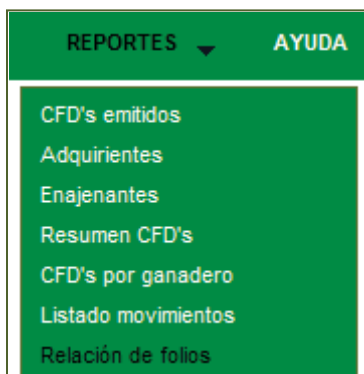 REPORTES AYUDA
CFD's emitidos
Adquirientes
Enajenantes
Resumen CFD's
CFD's por ganadero
Listado movimientos
Relación de folios